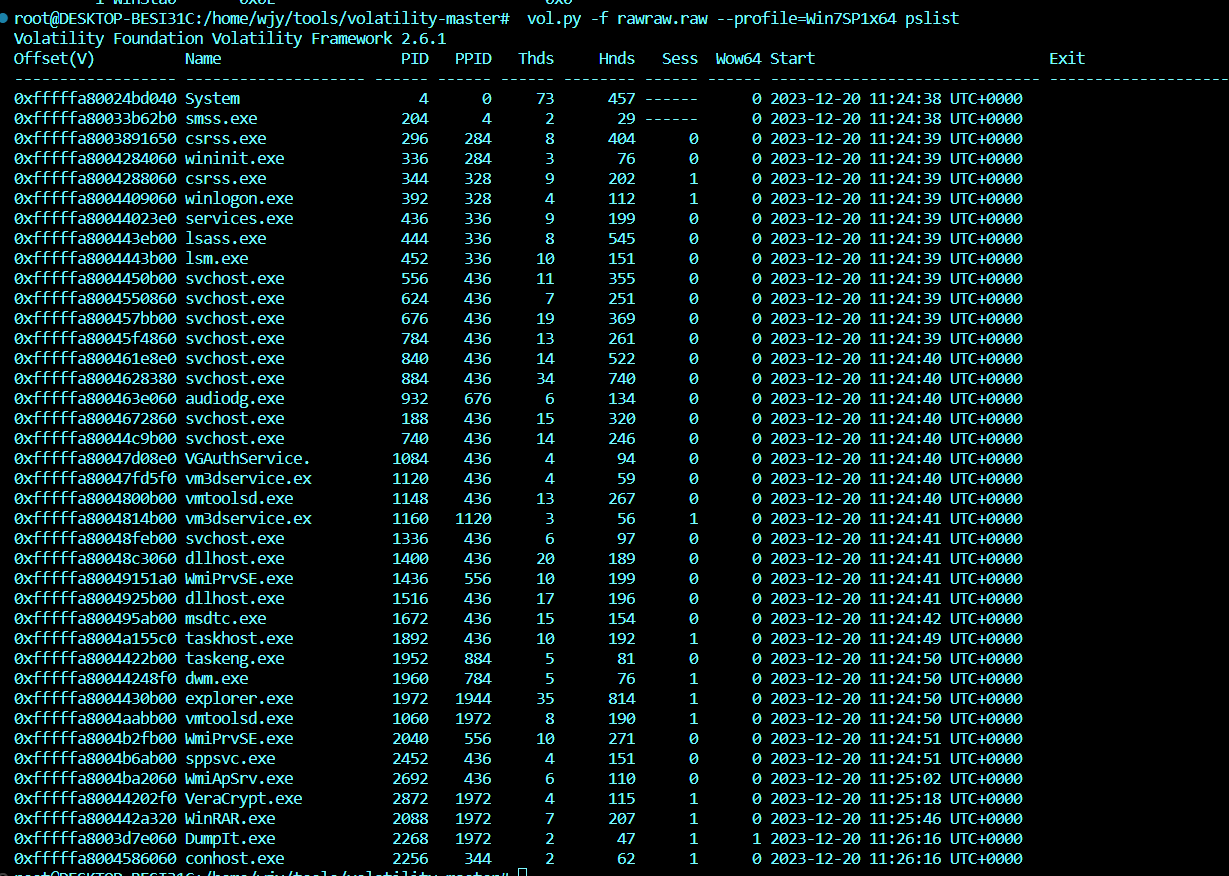 root@DESKTOP-BESI31C:/home/wjy/tools/volatility-master#  vol.py -f rawraw.raw --profile=Win7SP1x64 pslist
Volatility Foundation Volatility Framework 2.6.1
Offset(V)          Name                    PID   PPID   Thds     Hnds   Sess  Wow64 Start                          Exit
------------------ -------------------- ------ ------ ------ -------- ------ ------ ------------------------------ ------------------------------
0xfffffa80024bd040 System                    4      0     73      457 ------      0 2023-12-20 11:24:38 UTC+0000
0xfffffa80033b62b0 smss.exe                204      4      2       29 ------      0 2023-12-20 11:24:38 UTC+0000
0xfffffa8003891650 csrss.exe               296    284      8      404      0      0 2023-12-20 11:24:39 UTC+0000
0xfffffa8004284060 wininit.exe             336    284      3       76      0      0 2023-12-20 11:24:39 UTC+0000
0xfffffa8004288060 csrss.exe               344    328      9      202      1      0 2023-12-20 11:24:39 UTC+0000
0xfffffa8004409060 winlogon.exe            392    328      4      112      1      0 2023-12-20 11:24:39 UTC+0000
0xfffffa80044023e0 services.exe            436    336      9      199      0      0 2023-12-20 11:24:39 UTC+0000
0xfffffa800443eb00 lsass.exe               444    336      8      545      0      0 2023-12-20 11:24:39 UTC+0000
0xfffffa8004443b00 lsm.exe                 452    336     10      151      0      0 2023-12-20 11:24:39 UTC+0000
0xfffffa8004450b00 svchost.exe             556    436     11      355      0      0 2023-12-20 11:24:39 UTC+0000
0xfffffa8004550860 svchost.exe             624    436      7      251      0      0 2023-12-20 11:24:39 UTC+0000
0xfffffa800457bb00 svchost.exe             676    436     19      369      0      0 2023-12-20 11:24:39 UTC+0000
0xfffffa80045f4860 svchost.exe             784    436     13      261      0      0 2023-12-20 11:24:39 UTC+0000
0xfffffa800461e8e0 svchost.exe             840    436     14      522      0      0 2023-12-20 11:24:40 UTC+0000
0xfffffa8004628380 svchost.exe             884    436     34      740      0      0 2023-12-20 11:24:40 UTC+0000
0xfffffa800463e060 audiodg.exe             932    676      6      134      0      0 2023-12-20 11:24:40 UTC+0000
0xfffffa8004672860 svchost.exe             188    436     15      320      0      0 2023-12-20 11:24:40 UTC+0000
0xfffffa80044c9b00 svchost.exe             740    436     14      246      0      0 2023-12-20 11:24:40 UTC+0000
0xfffffa80047d08e0 VGAuthService.         1084    436      4       94      0      0 2023-12-20 11:24:40 UTC+0000
0xfffffa80047fd5f0 vm3dservice.ex         1120    436      4       59      0      0 2023-12-20 11:24:40 UTC+0000
0xfffffa8004800b00 vmtoolsd.exe           1148    436     13      267      0      0 2023-12-20 11:24:40 UTC+0000
0xfffffa8004814b00 vm3dservice.ex         1160   1120      3       56      1      0 2023-12-20 11:24:41 UTC+0000
0xfffffa80048feb00 svchost.exe            1336    436      6       97      0      0 2023-12-20 11:24:41 UTC+0000
0xfffffa80048c3060 dllhost.exe            1400    436     20      189      0      0 2023-12-20 11:24:41 UTC+0000
0xfffffa80049151a0 WmiPrvSE.exe           1436    556     10      199      0      0 2023-12-20 11:24:41 UTC+0000
0xfffffa8004925b00 dllhost.exe            1516    436     17      196      0      0 2023-12-20 11:24:41 UTC+0000
0xfffffa800495ab00 msdtc.exe              1672    436     15      154      0      0 2023-12-20 11:24:42 UTC+0000
0xfffffa8004a155c0 taskhost.exe           1892    436     10      192      1      0 2023-12-20 11:24:49 UTC+0000
0xfffffa8004422b00 taskeng.exe            1952    884      5       81      0      0 2023-12-20 11:24:50 UTC+0000
0xfffffa80044248f0 dwm.exe                1960    784      5       76      1      0 2023-12-20 11:24:50 UTC+0000
0xfffffa8004430b00 explorer.exe           1972   1944     35      814      1      0 2023-12-20 11:24:50 UTC+0000
0xfffffa8004aabb00 vmtoolsd.exe           1060   1972      8      190      1      0 2023-12-20 11:24:50 UTC+0000
0xfffffa8004b2fb00 WmiPrvSE.exe           2040    556     10      271      0      0 2023-12-20 11:24:51 UTC+0000
0xfffffa8004b6ab00 sppsvc.exe             2452    436      4      151      0      0 2023-12-20 11:24:51 UTC+0000
0xfffffa8004ba2060 WmiApSrv.exe           2692    436      6      110      0      0 2023-12-20 11:25:02 UTC+0000
0xfffffa80044202f0 VeraCrypt.exe          2872   1972      4      115      1      0 2023-12-20 11:25:18 UTC+0000
0xfffffa800442a320 WinRAR.exe             2088   1972      7      207      1      0 2023-12-20 11:25:46 UTC+0000
0xfffffa8003d7e060 DumpIt.exe             2268   1972      2       47      1      1 2023-12-20 11:26:16 UTC+0000
0xfffffa8004586060 conhost.exe            2256    344      2       62      1      0 2023-12-20 11:26:16 UTC+0000